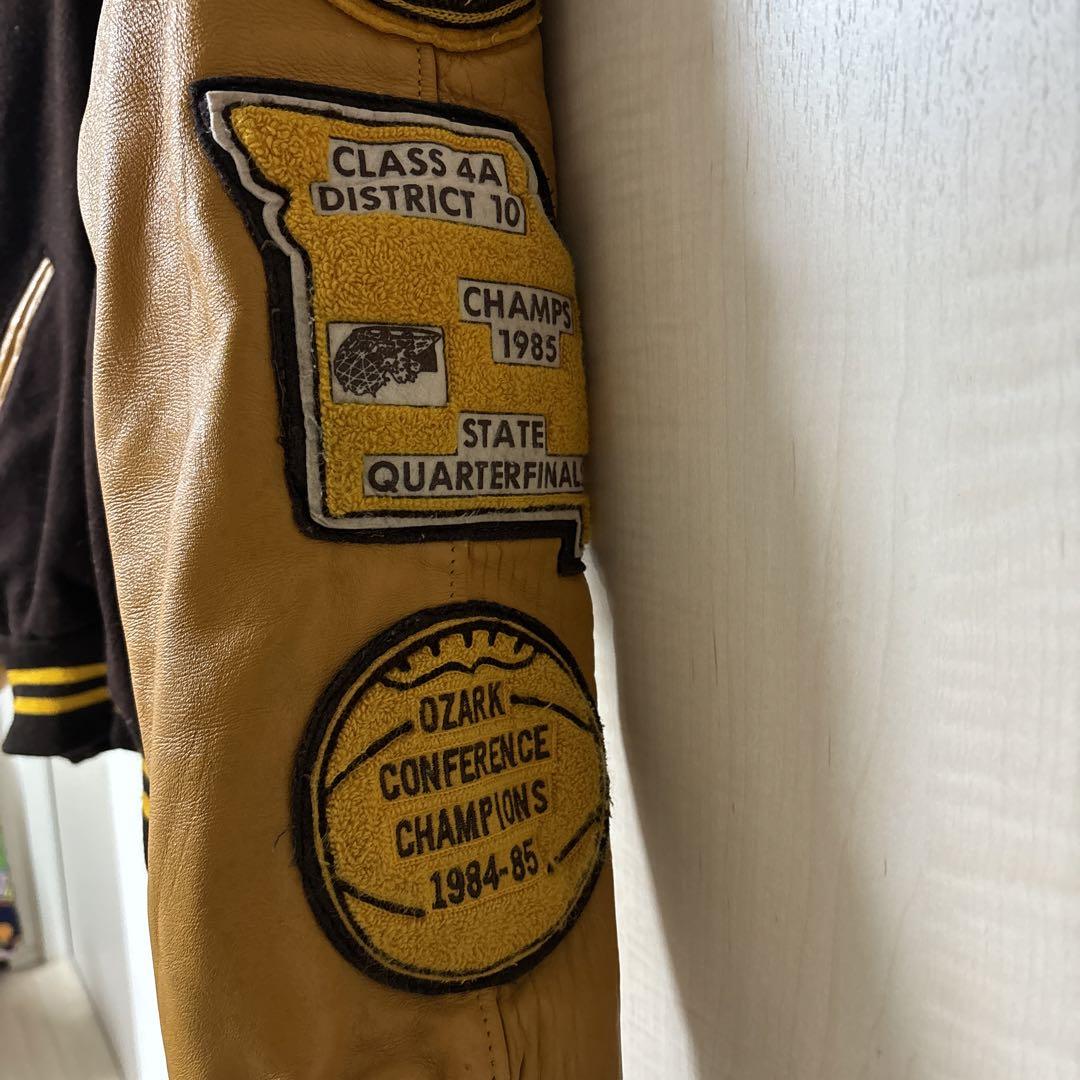 CLASS 4A
DISTRICT 10
CHAMPS
1985
STATE
QUARTERFINALS
OZARK
CONFERENCE
CHAMPIONS
1984-85